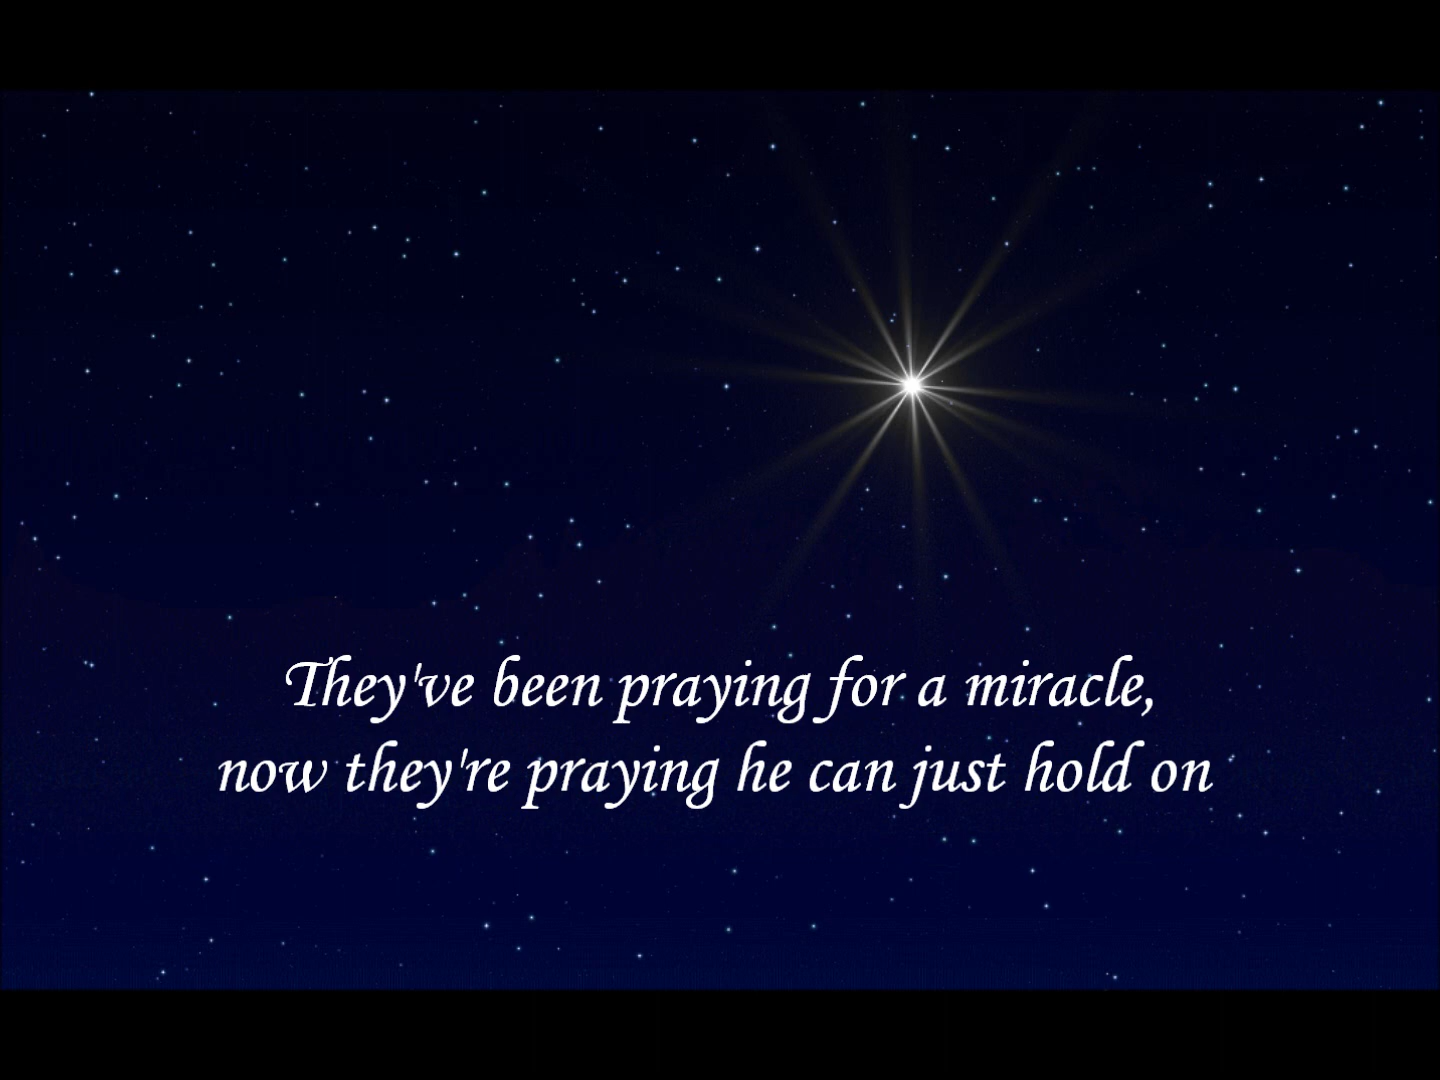 They've been praying for a miracle,
now they're praying he can just hold on